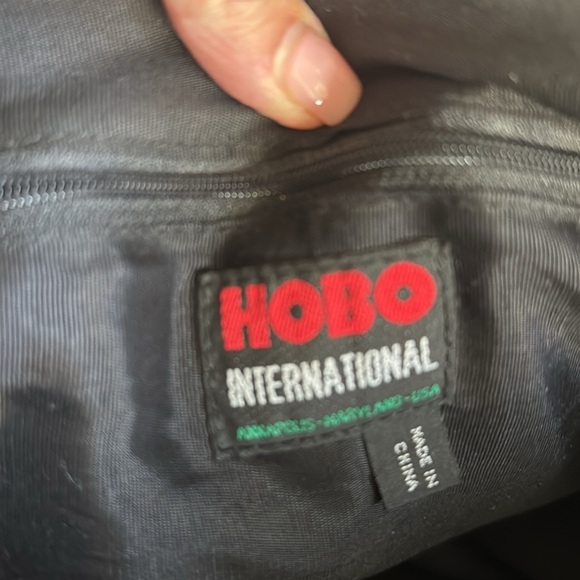 HOBO
INTERNATIONAL
ANNAPOLIS-MARYLAND-USA
MADE IN
CHINA